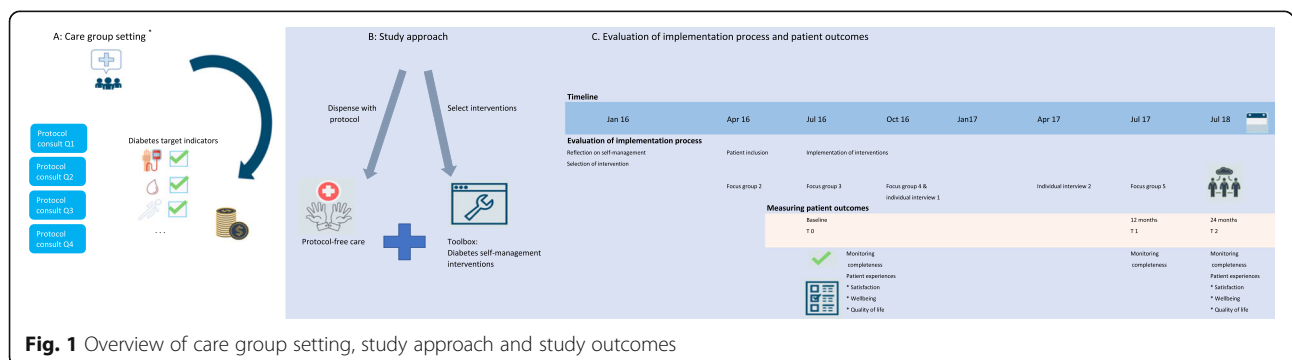 A: Care group setting *
Protocol
consult Q1
Protocol
consult Q2
Protocol
consult Q3
Protocol
consult Q4
Diabetes target indicators
...
B: Study approach
Dispense with
protocol
Select interventions
Protocol-free care
Toolbox:
Diabetes self-management
interventions
C. Evaluation of implementation process and patient outcomes
Timeline
Jan 16 Apr 16 Jul 16 Oct 16 Jan17 Apr 17 Jul 17 Jul 18
Evaluation of implementation process
Reflection on self-management Patient inclusion Implementation of interventions
Selection of intervention
Focus group 2 Focus group 3 Focus group 4 & Individual interview 2 Focus group 5
individual interview 1
Measuring patient outcomes
Baseline 12 months 24 months
T 0 T 1 T 2
Monitoring Monitoring Monitoring
completeness completeness completeness
Patient experiences Patient experiences
* Satisfaction * Satisfaction
* Wellbeing * Wellbeing
* Quality of life * Quality of life
Fig. 1 Overview of care group setting, study approach and study outcomes